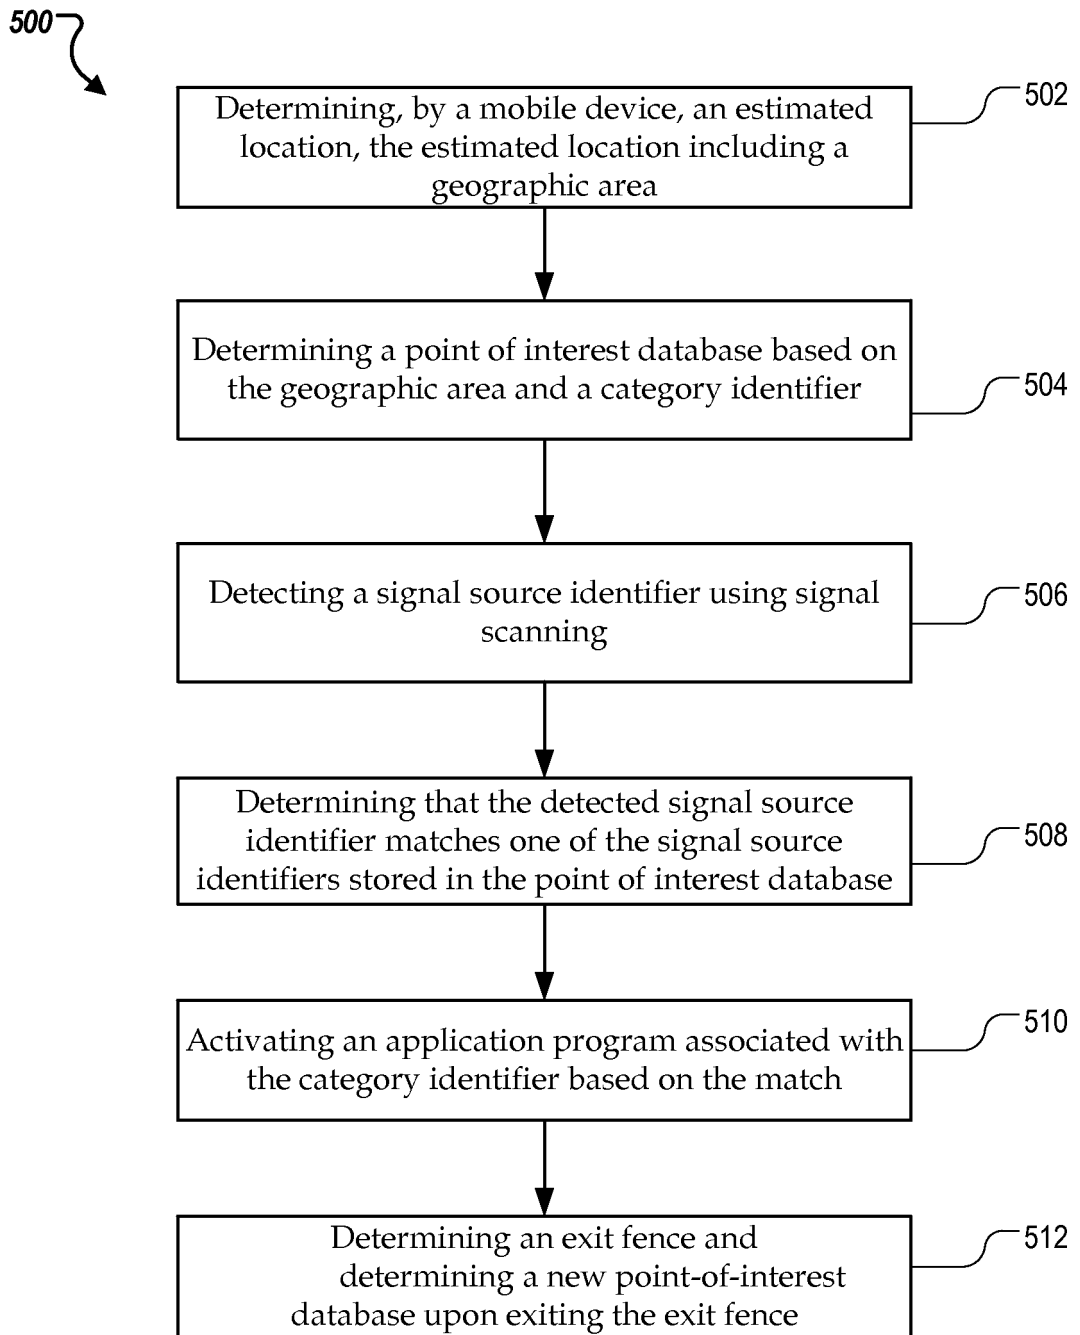 500
Determining, by a mobile device, an estimated
location, the estimated location including a
geographic area
502
Determining a point of interest database based on
the geographic area and a category identifier
504
Detecting a signal source identifier using signal
scanning
506
Determining that the detected signal source
identifier matches one of the signal source
identifiers stored in the point of interest database
508
Activating an application program associated with
the category identifier based on the match
510
Determining an exit fence and
determining a new point-of-interest
database upon exiting the exit fence
512